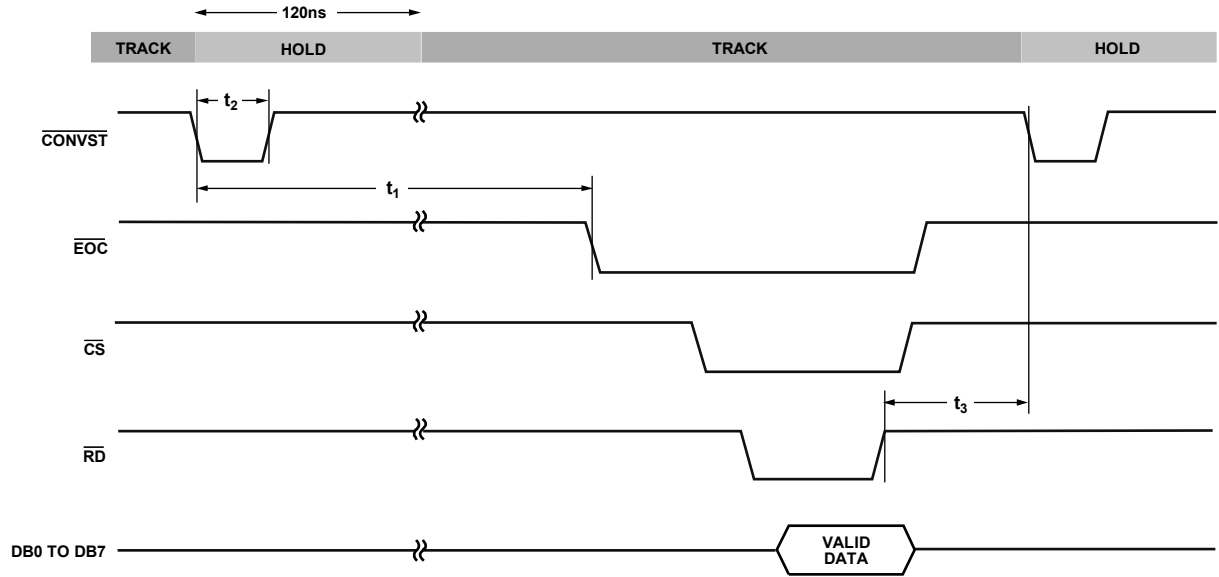 120ns
TRACK HOLD TRACK HOLD
t2
CONVST
t1
EOC
CS
t3
RD
DB0 TO DB7
VALID
DATA